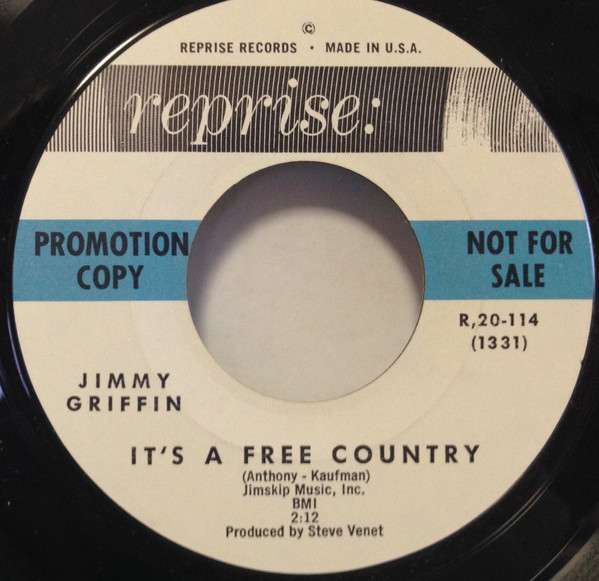 ©
REPRISE RECORDS • MADE IN U.S.A.
reprise:
PROMOTION COPY
NOT FOR SALE
R,20-114
(1331)
JIMMY
GRIFFIN
IT'S A FREE COUNTRY
(Anthony - Kaufman)
Jimskip Music, Inc.
BMI
2:12
Produced by Steve Venet